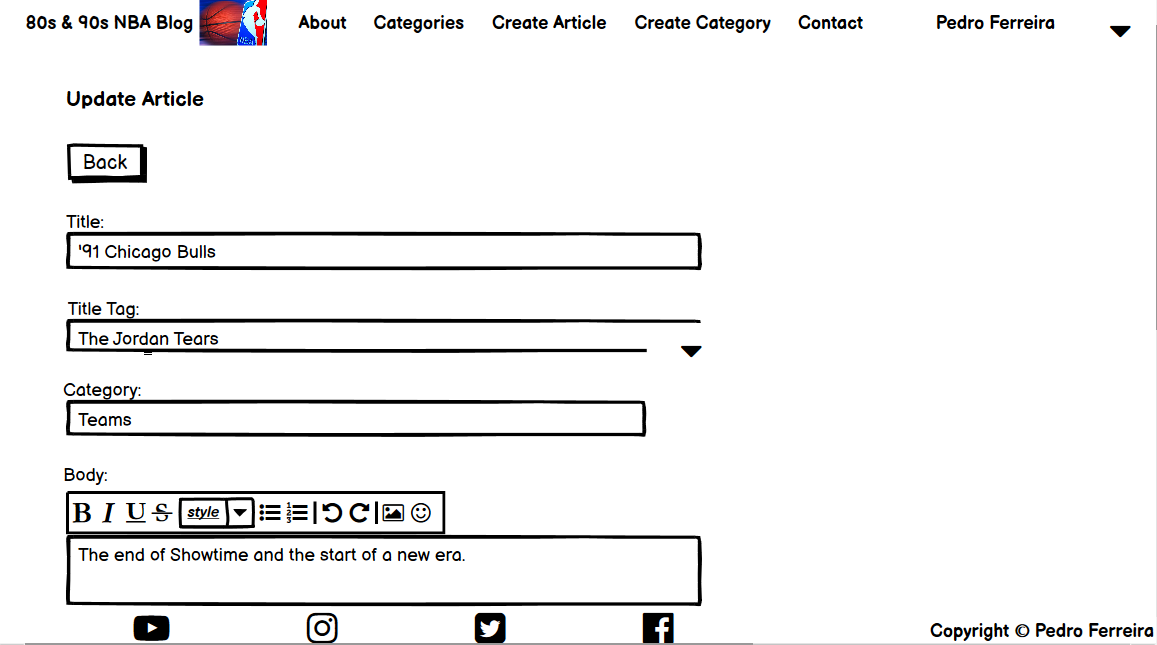 80s & 90s NBA Blog About Categories Create Article Create Category Contact Pedro Ferreira
Update Article
Back
Title:
'91 Chicago Bulls
Title Tag:
The Jordan Tears
Category:
Teams
Body:
B I U S style
The end of Showtime and the start of a new era.
Copyright © Pedro Ferreira